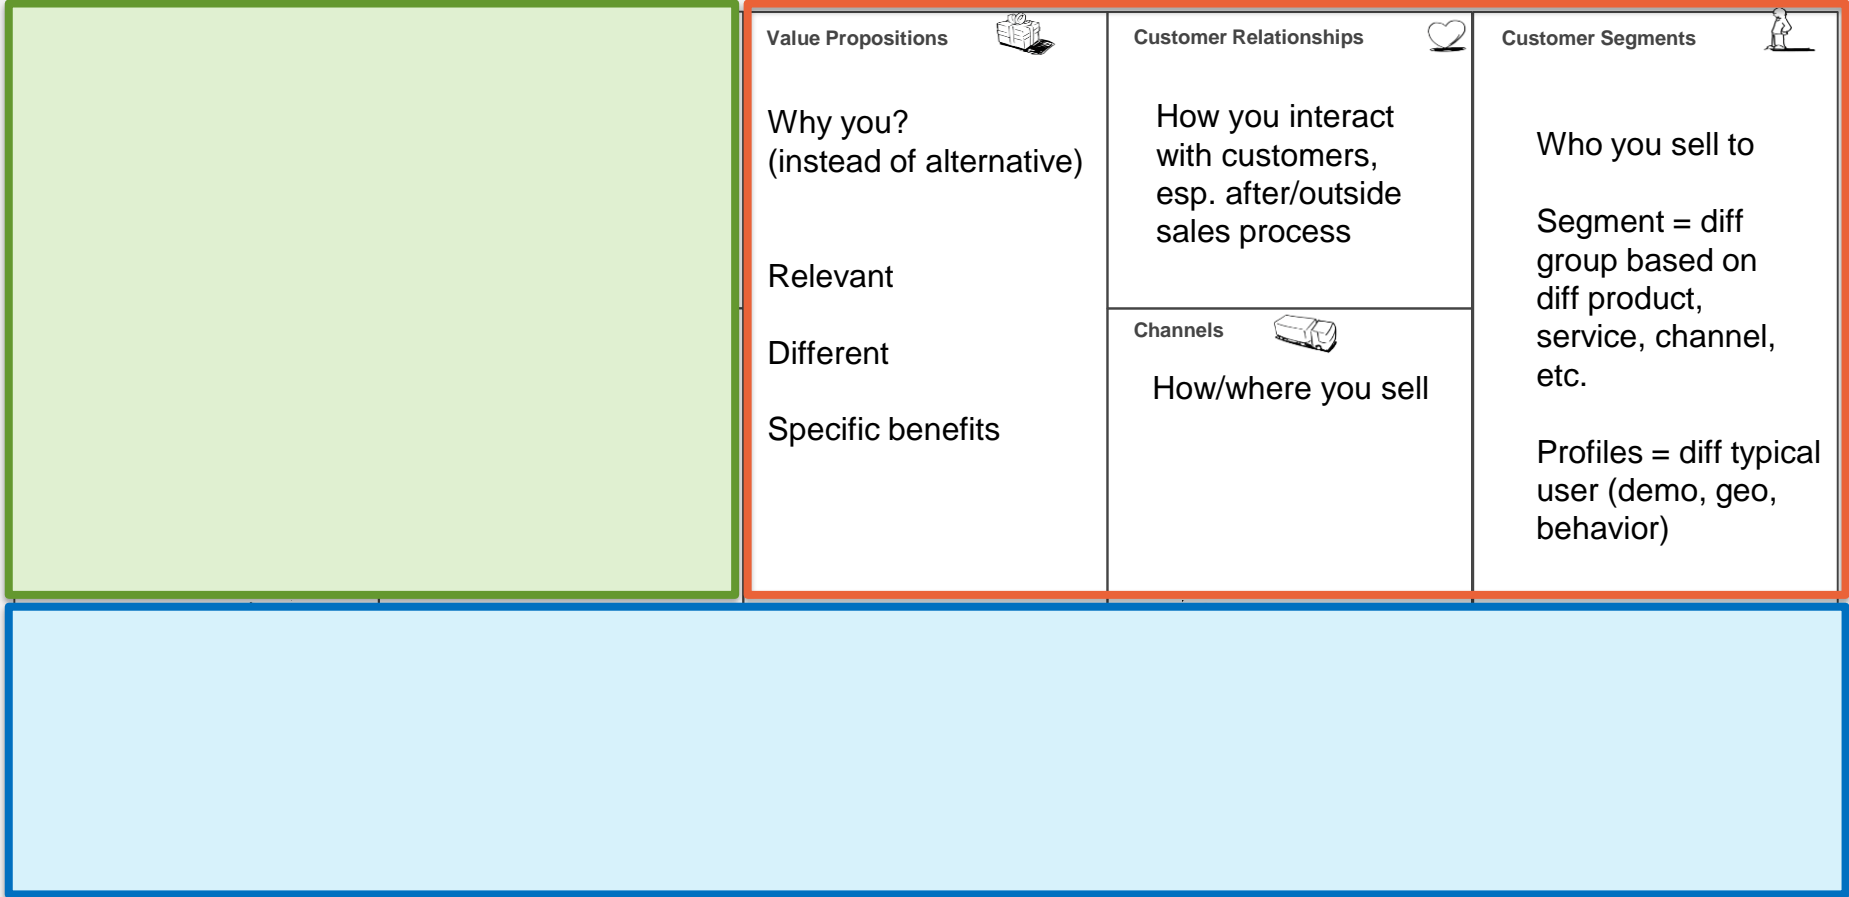 Value Propositions
Why you?
(instead of alternative)
Relevant
Different
Specific benefits
Customer Relationships
How you interact
with customers,
esp. after/outside
sales process
Channels
How/where you sell
Customer Segments
Who you sell to
Segment = diff
group based on
diff product,
service, channel,
etc.
Profiles = diff typical
user (demo, geo,
behavior)